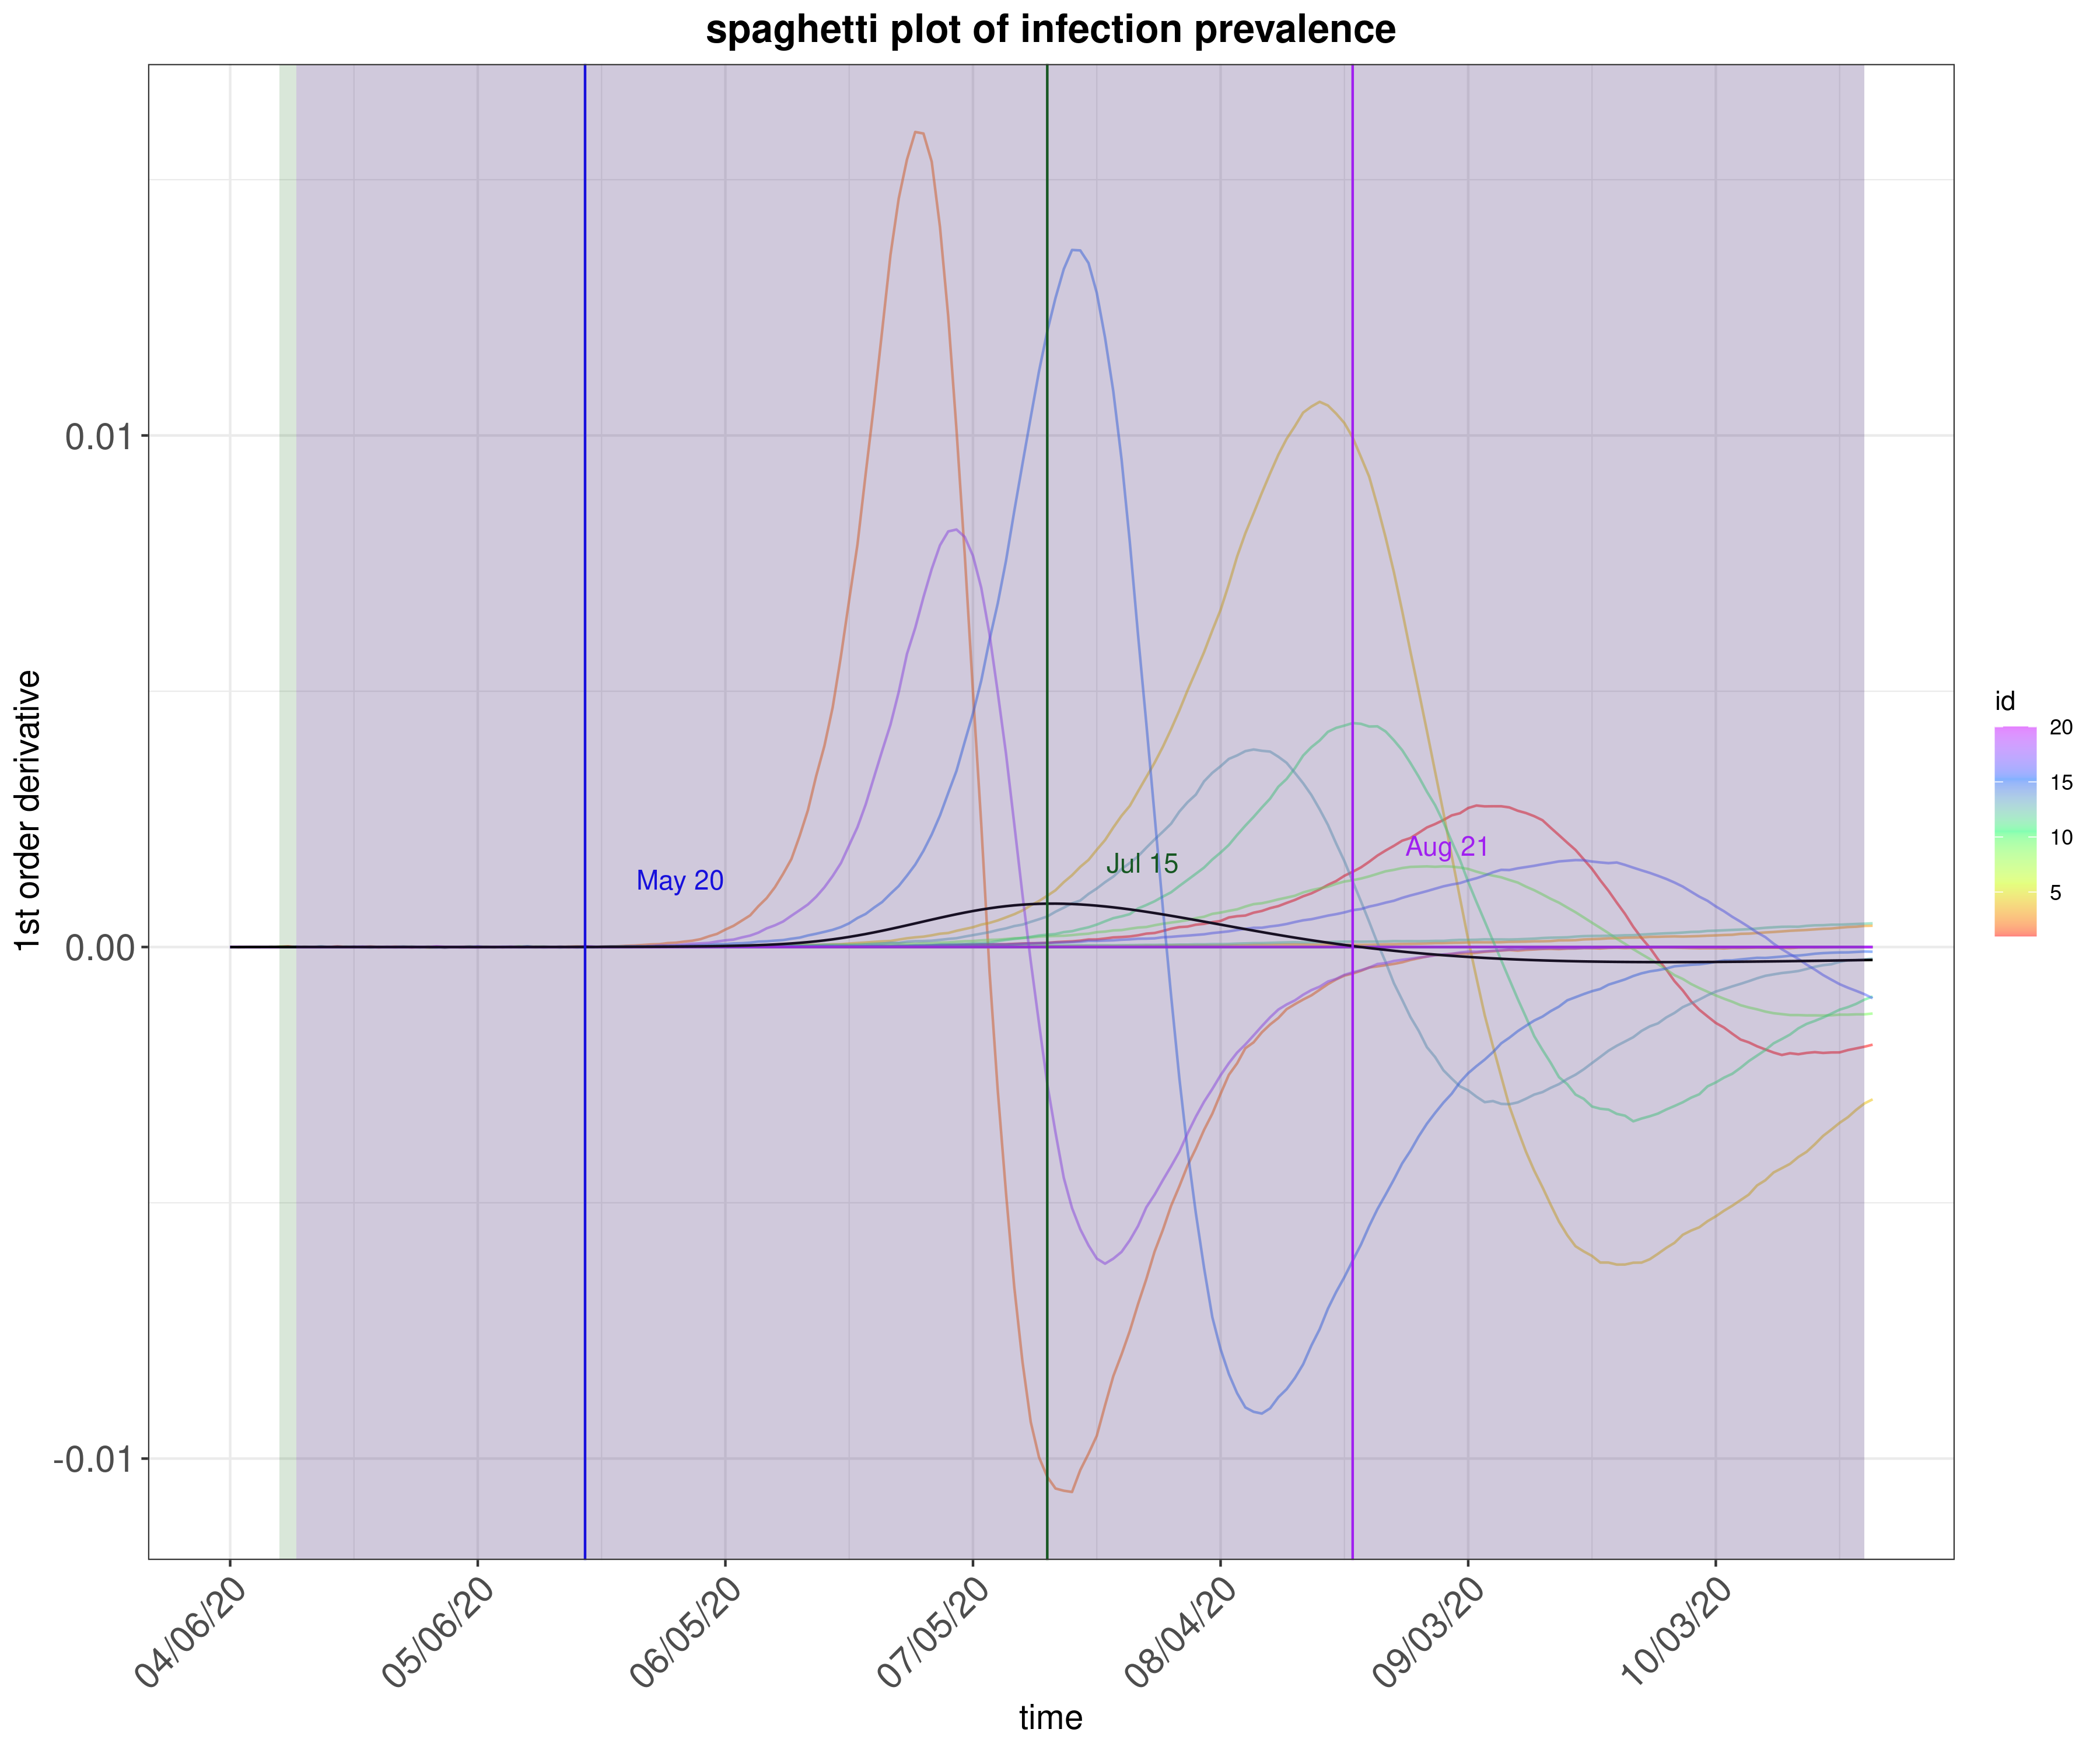 spaghetti plot of infection prevalence
1st order derivative
0.01
0.00
-0.01
May 20
Jul 15
Aug 21
04/06/20
05/06/20
06/05/20
07/05/20
08/04/20
09/03/20
10/03/20
time
id
20
15
10
5